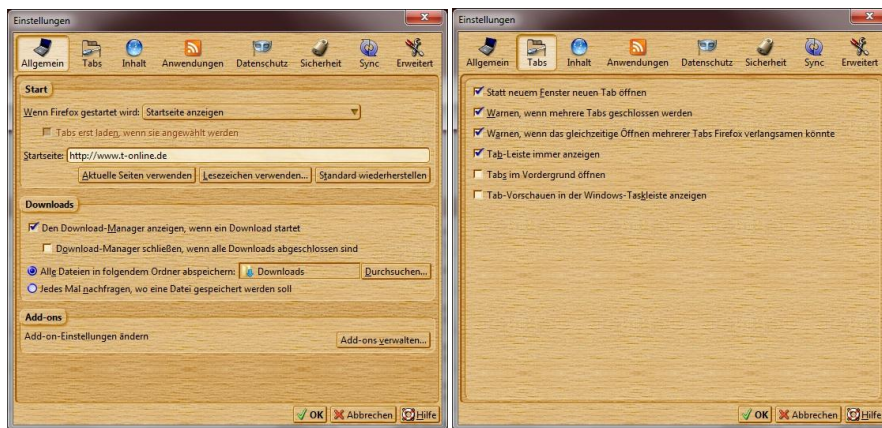 Einstellungen
Allgemein Tabs Inhalt Anwendungen Datenschutz Sicherheit Sync Erweitert
Start
Wenn Firefox gestartet wird: Startseite anzeigen
Tabs erst laden, wenn sie angewählt werden
Startseite: http://www.t-online.de
Aktuelle Seiten verwenden Lesezeichen verwenden... Standard wiederherstellen
Downloads
Den Download-Manager anzeigen, wenn ein Download startet
Download-Manager schließen, wenn alle Downloads abgeschlossen sind
Alle Dateien in folgendem Ordner abspeichern: Downloads Durchsuchen...
Jedes Mal nachfragen, wo eine Datei gespeichert werden soll
Add-ons
Add-on-Einstellungen ändern
Add-ons verwalten...
OK Abbrechen Hilfe
Einstellungen
Allgemein Tabs Inhalt Anwendungen Datenschutz Sicherheit Sync Erweitert
Statt neuem Fenster neuen Tab öffnen
Warnen, wenn mehrere Tabs geschlossen werden
Warnen, wenn das gleichzeitige Öffnen mehrerer Tabs Firefox verlangsamen könnte
Tab-Leiste immer anzeigen
Tabs im Vordergrund öffnen
Tab-Vorschauen in der Windows-Taskleiste anzeigen
OK Abbrechen Hilfe